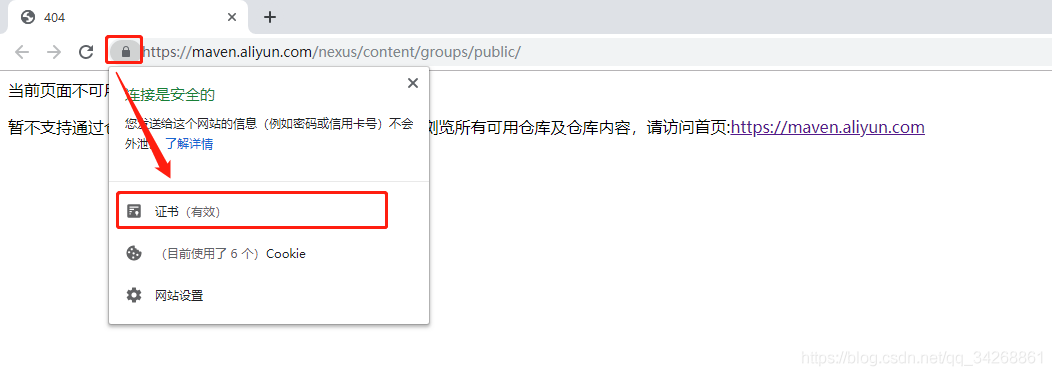 404
https://maven.aliyun.com/nexus/content/groups/public/
当前页面不可
连接是安全的
您发送给这个网站的信息（例如密码或信用卡号）不会
外泄。 了解详情
暂不支持通过
浏览所有可用仓库及仓库内容，请访问首页:https://maven.aliyun.com
证书（有效）
（目前使用了 6 个）Cookie
网站设置
https://blog.csdn.net/qq_34268861